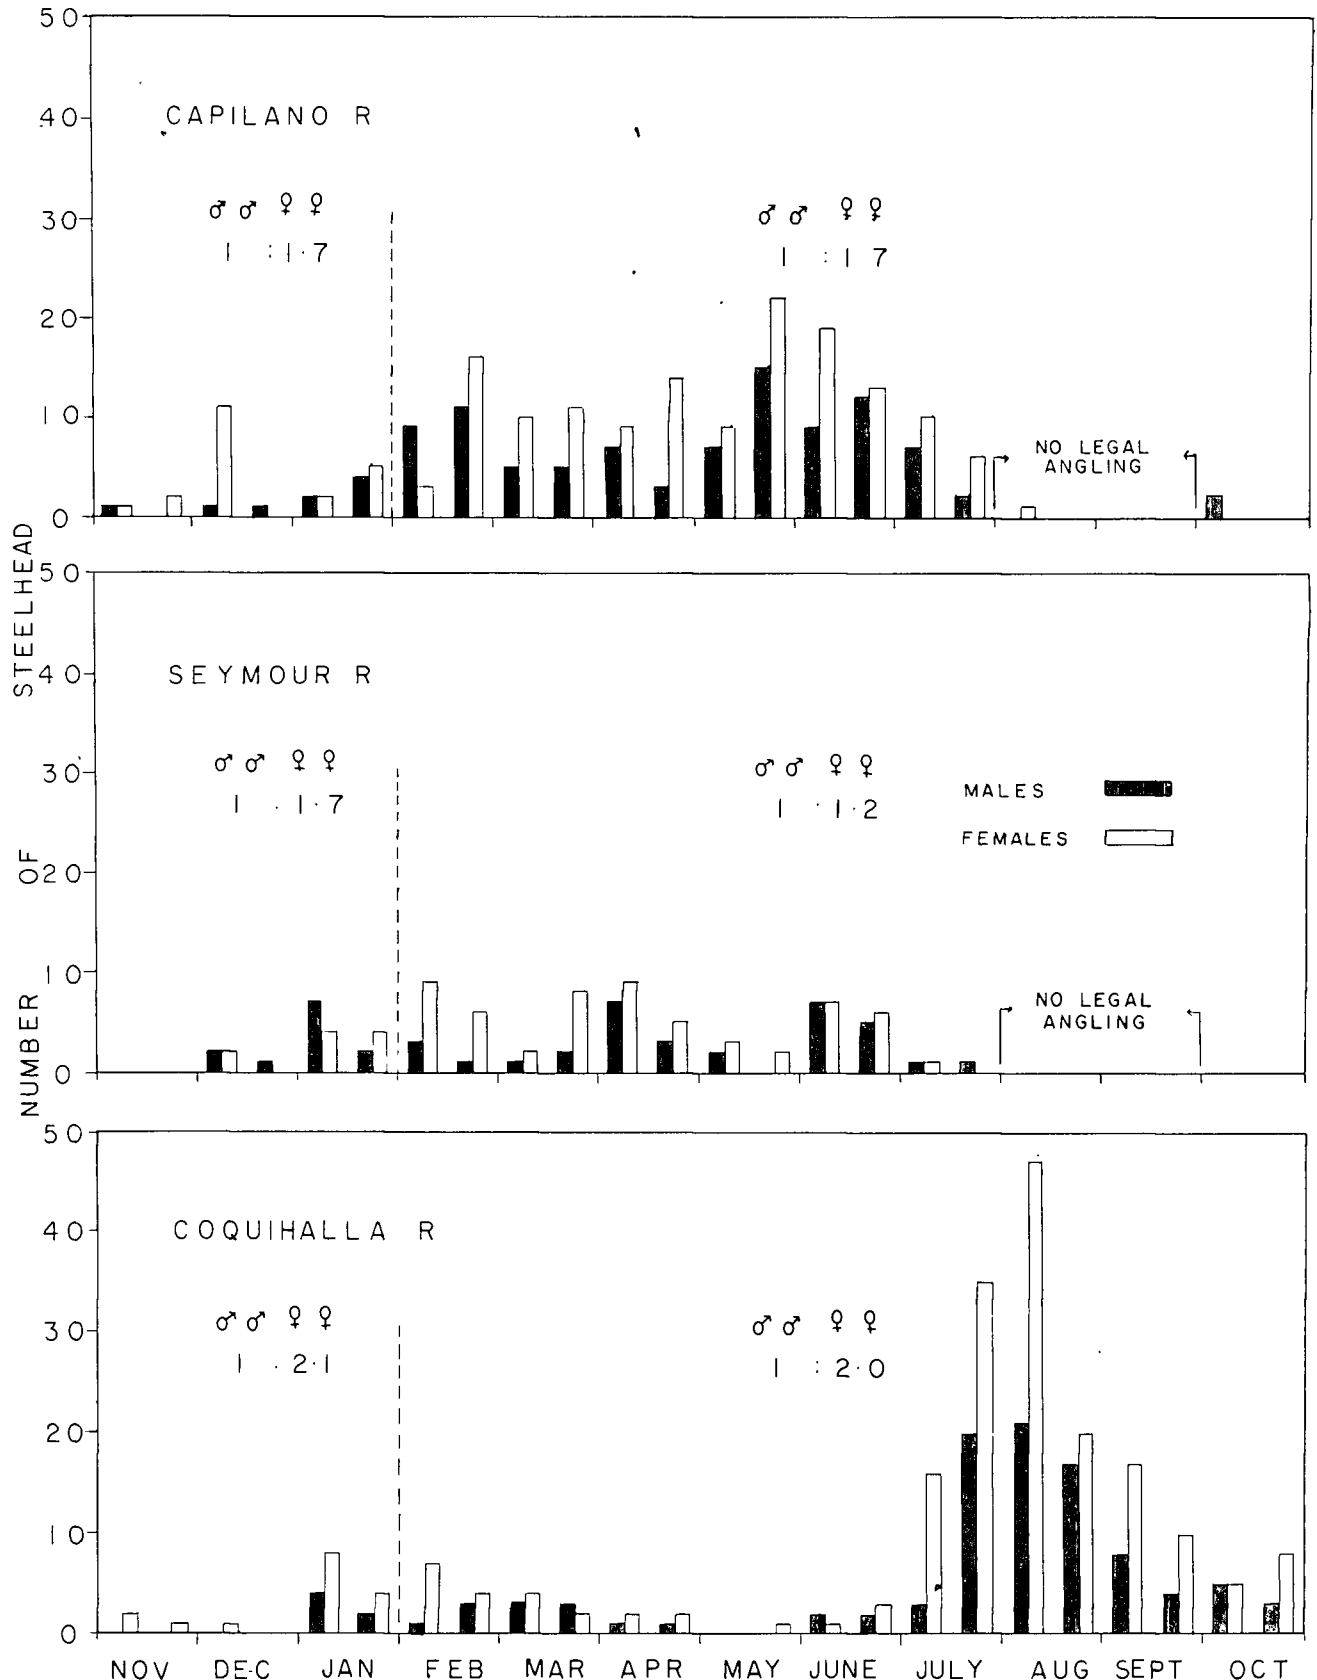 NUMBER OF STEELHEAD
50
40
30
20
10
0
CAPILANO R
♂♂ ♀♀
1 : 1·7
♂♂ ♀♀
1 : 1 7
NO LEGAL
ANGLING
50
40
30
20
10
0
SEYMOUR R
♂♂ ♀♀
1 . 1·7
♂♂ ♀♀
1 · 1·2
MALES
FEMALES
NO LEGAL
ANGLING
50
40
30
20
10
0
COQUIHALLA R
♂♂ ♀♀
1 . 2·1
♂♂ ♀♀
1 : 2·0
NOV DE·C JAN FEB MAR APR MAY JUNE JULY AUG SEPT OCT